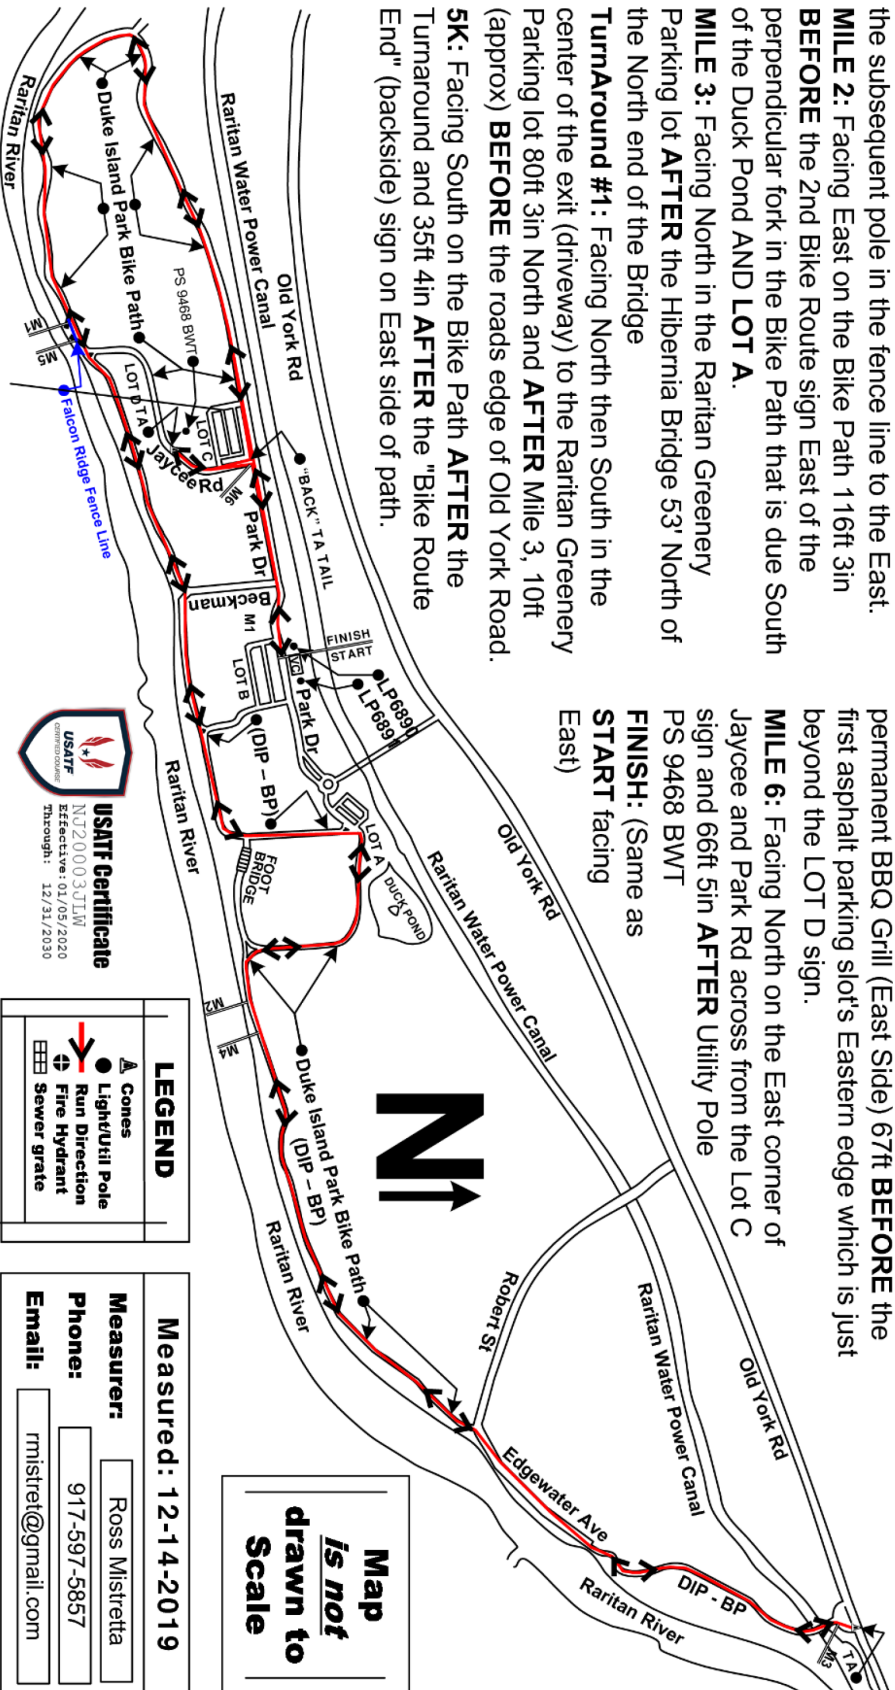 the subsequent pole in the fence line to the East.
MILE 2: Facing East on the Bike Path 116ft 3in
BEFORE the 2nd Bike Route sign East of the
perpendicular fork in the Bike Path that is due South
of the Duck Pond AND LOT A.
MILE 3: Facing North in the Raritan Greenery
Parking lot AFTER the Hibernia Bridge 53' North of
the North end of the Bridge
TurnAround #1: Facing North then South in the
center of the exit (driveway) to the Raritan Greenery
Parking lot 80ft 3in North and AFTER Mile 3, 10ft
(approx) BEFORE the roads edge of Old York Road.
5K: Facing South on the Bike Path AFTER the
Turnaround and 35ft 4in AFTER the "Bike Route
End" (backside) sign on East side of path.
permanent BBQ Grill (East Side) 67ft BEFORE the
first asphalt parking slot's Eastern edge which is just
beyond the LOT D sign.
MILE 6: Facing North on the East corner of
Jaycee and Park Rd across from the Lot C
sign and 66ft 5in AFTER Utility Pole
PS 9468 BWT
FINISH: (Same as
START facing
East)
Old York Rd
Raritan Water Power Canal
"BACK" TA TAIL
Duke Island Park Bike Path
Raritan River
PS 9468 BWT
LOT C
LOT D TA
Jaycee Rd
M6
M1
M5
Falcon Ridge Fence Line
Park Dr
Beckman
M1
LOT B
FINISH
START
VC
LP6890
LP6891
Park Dr
(DIP – BP)
LOT A
DUCK POND
FOOT
BRIDGE
Raritan River
M2
M4
Old York Rd
Raritan Water Power Canal
N
Duke Island Park Bike Path
(DIP – BP)
Raritan River
Robert St
Raritan Water Power Canal
Old York Rd
Edgewater Ave
DIP - BP
Raritan River
M3
TA
USATF
CERTIFIED COURSE
USATF Certificate
NJ20003JLW
Effective: 01/05/2020
Through: 12/31/2030
LEGEND
Cones
Light/Util Pole
Run Direction
Fire Hydrant
Sewer grate
Map
is not
drawn to
Scale
Measured: 12-14-2019
Measurer: Ross Mistretta
Phone: 917-597-5857
Email: rmistret@gmail.com